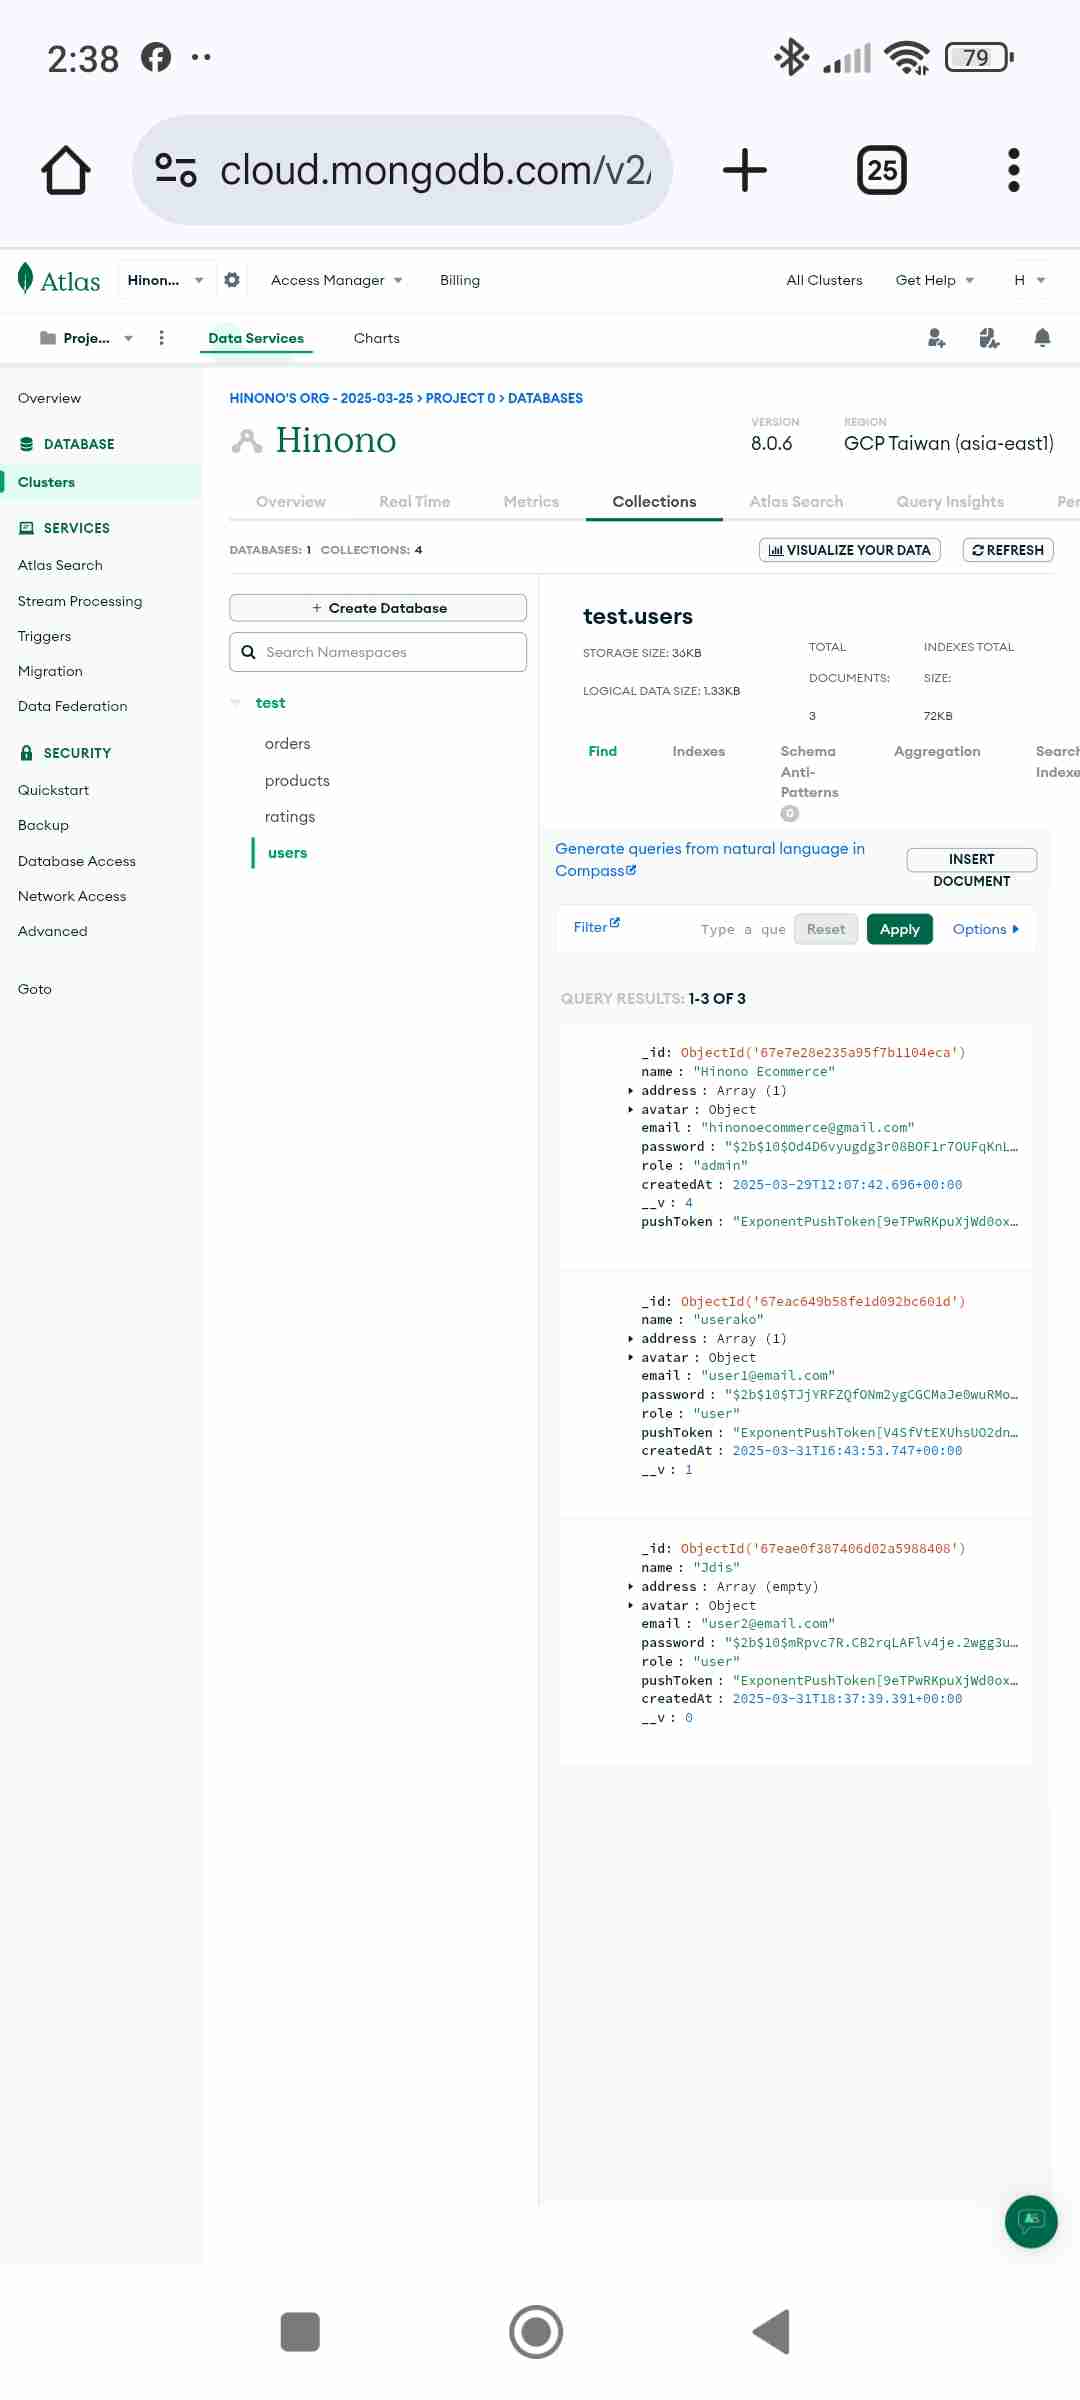 2:38
79
cloud.mongodb.com/v2/
25
Atlas
Hinon...
Access Manager
Billing
All Clusters
Get Help
H
Proje...
Data Services
Charts
Overview
DATABASE
Clusters
SERVICES
Atlas Search
Stream Processing
Triggers
Migration
Data Federation
SECURITY
Quickstart
Backup
Database Access
Network Access
Advanced
Goto
HINONO'S ORG - 2025-03-25 > PROJECT 0 > DATABASES
Hinono
VERSION
8.0.6
REGION
GCP Taiwan (asia-east1)
Overview
Real Time
Metrics
Collections
Atlas Search
Query Insights
Per
DATABASES: 1 COLLECTIONS: 4
VISUALIZE YOUR DATA
REFRESH
+ Create Database
Search Namespaces
test
orders
products
ratings
users
test.users
STORAGE SIZE: 36KB
LOGICAL DATA SIZE: 1.33KB
TOTAL
DOCUMENTS:
3
INDEXES TOTAL
SIZE:
72KB
Find
Indexes
Schema
Anti-
Patterns
0
Aggregation
Search
Indexe
Generate queries from natural language in
Compass
INSERT
DOCUMENT
Filter
Type a que
Reset
Apply
Options
QUERY RESULTS: 1-3 OF 3
_id: ObjectId('67e7e28e235a95f7b1104eca')
name : "Hinono Ecommerce"
address : Array (1)
avatar : Object
email : "hinonoecommerce@gmail.com"
password : "$2b$10$Od4D6vyugdg3r08BOF1r7OUFqKnL…
role : "admin"
createdAt : 2025-03-29T12:07:42.696+00:00
__v : 4
pushToken : "ExponentPushToken[9eTPwRKpuXjWd0ox…
_id: ObjectId('67eac649b58fe1d092bc601d')
name : "userako"
address : Array (1)
avatar : Object
email : "user1@email.com"
password : "$2b$10$TJjYRFZQfONm2ygCGCMaJe0wuRMo…
role : "user"
pushToken : "ExponentPushToken[V4SfVtEXUhsUO2dn…
createdAt : 2025-03-31T16:43:53.747+00:00
__v : 1
_id: ObjectId('67eae0f387406d02a5988408')
name : "Jdis"
address : Array (empty)
avatar : Object
email : "user2@email.com"
password : "$2b$10$mRpvc7R.CB2rqLAFlv4je.2wgg3u…
role : "user"
pushToken : "ExponentPushToken[9eTPwRKpuXjWd0ox…
createdAt : 2025-03-31T18:37:39.391+00:00
__v : 0